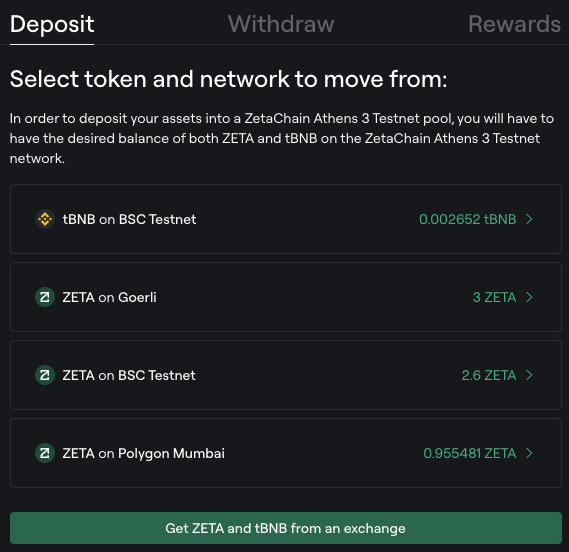 Deposit Withdraw Rewards
Select token and network to move from:
In order to deposit your assets into a ZetaChain Athens 3 Testnet pool, you will have to
have the desired balance of both ZETA and tBNB on the ZetaChain Athens 3 Testnet
network.
tBNB on BSC Testnet 0.002652 tBNB
ZETA on Goerli 3 ZETA
ZETA on BSC Testnet 2.6 ZETA
ZETA on Polygon Mumbai 0.955481 ZETA
Get ZETA and tBNB from an exchange